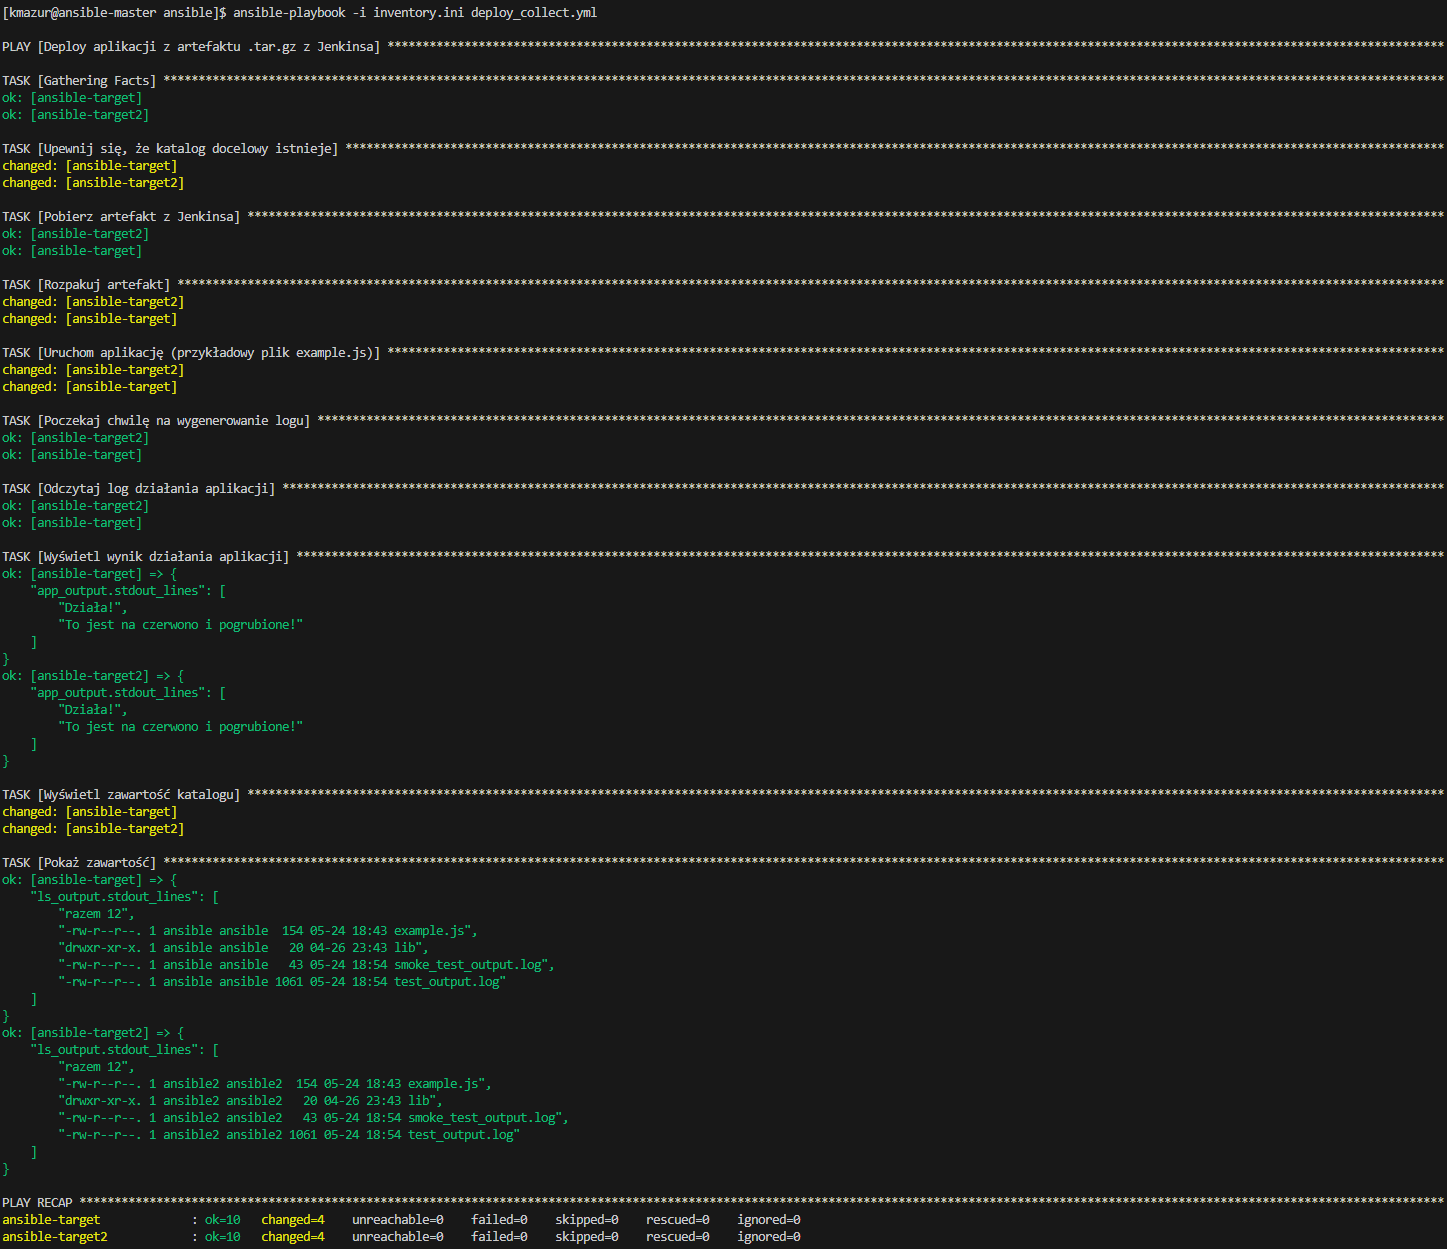 [kmazur@ansible-master ansible]$ ansible-playbook -i inventory.ini deploy_collect.yml
PLAY [Deploy aplikacji z artefaktu .tar.gz z Jenkinsa] ******************************************************************************************************************************************************
TASK [Gathering Facts] **************************************************************************************************************************************************************************************
ok: [ansible-target]
ok: [ansible-target2]
TASK [Upewnij się, że katalog docelowy istnieje] ************************************************************************************************************************************************************
changed: [ansible-target]
changed: [ansible-target2]
TASK [Pobierz artefakt z Jenkinsa] **************************************************************************************************************************************************************************
ok: [ansible-target2]
ok: [ansible-target]
TASK [Rozpakuj artefakt] ************************************************************************************************************************************************************************************
changed: [ansible-target2]
changed: [ansible-target]
TASK [Uruchom aplikację (przykładowy plik example.js)] ******************************************************************************************************************************************************
changed: [ansible-target2]
changed: [ansible-target]
TASK [Poczekaj chwilę na wygenerowanie logu] ****************************************************************************************************************************************************************
ok: [ansible-target2]
ok: [ansible-target]
TASK [Odczytaj log działania aplikacji] *********************************************************************************************************************************************************************
ok: [ansible-target2]
ok: [ansible-target]
TASK [Wyświetl wynik działania aplikacji] *******************************************************************************************************************************************************************
ok: [ansible-target] => {
    "app_output.stdout_lines": [
        "Działa!",
        "To jest na czerwono i pogrubione!"
    ]
}
ok: [ansible-target2] => {
    "app_output.stdout_lines": [
        "Działa!",
        "To jest na czerwono i pogrubione!"
    ]
}
TASK [Wyświetl zawartość katalogu] **************************************************************************************************************************************************************************
changed: [ansible-target]
changed: [ansible-target2]
TASK [Pokaż zawartość] **************************************************************************************************************************************************************************************
ok: [ansible-target] => {
    "ls_output.stdout_lines": [
        "razem 12",
        "-rw-r--r--. 1 ansible ansible  154 05-24 18:43 example.js",
        "drwxr-xr-x. 1 ansible ansible   20 04-26 23:43 lib",
        "-rw-r--r--. 1 ansible ansible   43 05-24 18:54 smoke_test_output.log",
        "-rw-r--r--. 1 ansible ansible 1061 05-24 18:54 test_output.log"
    ]
}
ok: [ansible-target2] => {
    "ls_output.stdout_lines": [
        "razem 12",
        "-rw-r--r--. 1 ansible2 ansible2  154 05-24 18:43 example.js",
        "drwxr-xr-x. 1 ansible2 ansible2   20 04-26 23:43 lib",
        "-rw-r--r--. 1 ansible2 ansible2   43 05-24 18:54 smoke_test_output.log",
        "-rw-r--r--. 1 ansible2 ansible2 1061 05-24 18:54 test_output.log"
    ]
}
PLAY RECAP **************************************************************************************************************************************************************************************************
ansible-target             : ok=10   changed=4    unreachable=0    failed=0    skipped=0    rescued=0    ignored=0
ansible-target2            : ok=10   changed=4    unreachable=0    failed=0    skipped=0    rescued=0    ignored=0